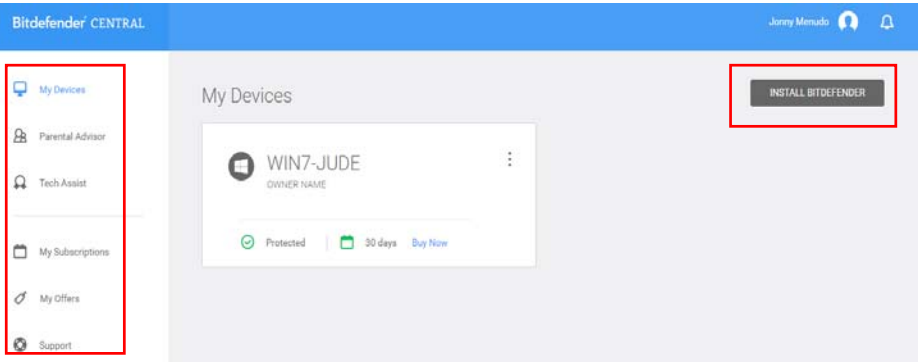 Bitdefender CENTRAL
Jonny Menudo
My Devices
Parental Advisor
Tech Assist
My Subscriptions
My Offers
Support
My Devices
INSTALL BITDEFENDER
WIN7-JUDE
OWNER NAME
Protected
30 days
Buy Now